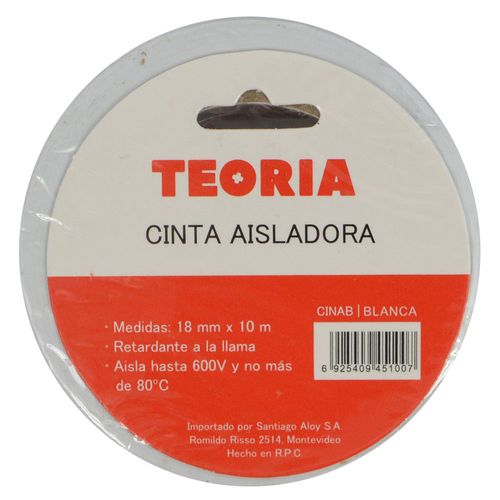 TEORIA
CINTA AISLADORA
CINAB | BLANCA
· Medidas: 18 mm x 10 m
· Retardante a la llama
· Aisla hasta 600V y no más
de 80°C
6 925409 451007
Importado por Santiago Aloy S.A.
Romildo Risso 2514, Montevideo
Hecho en R.P.C.